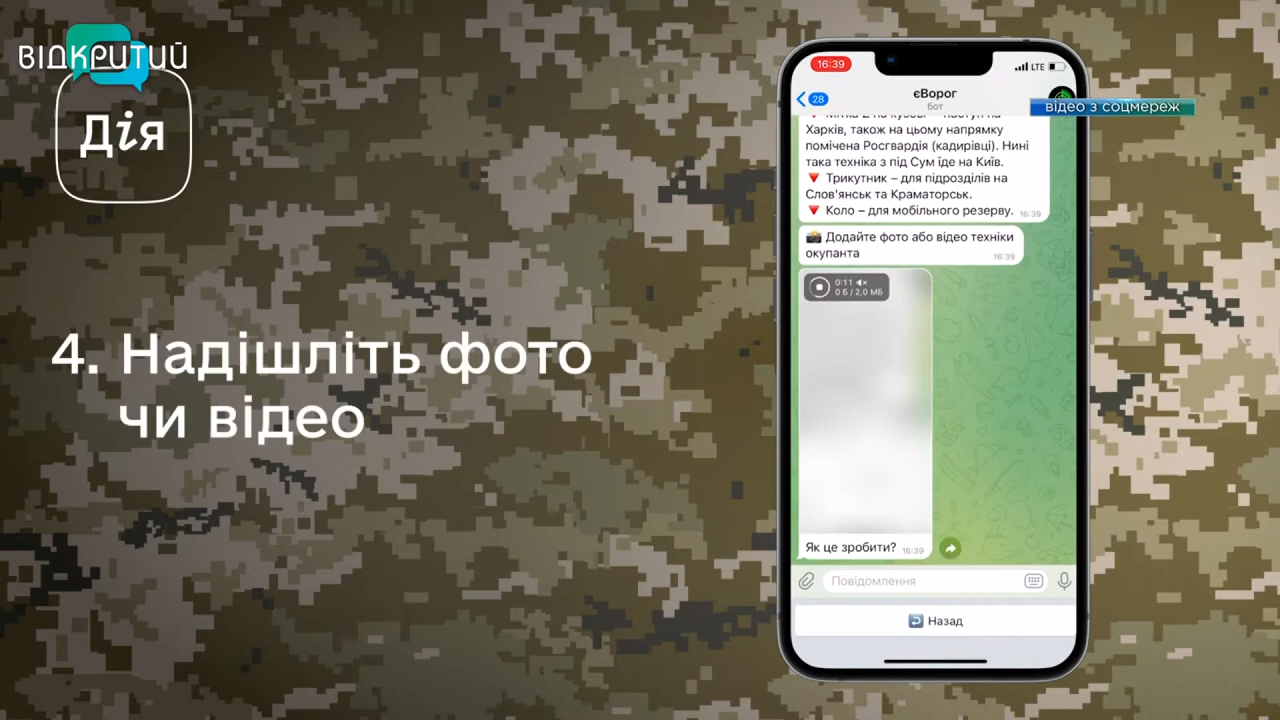 ВІДКРИТИЙ
Дія
4. Надішліть фото
чи відео
16:39
LTE
28
єВорог
бот
відео з соцмереж
Харків, також на цьому напрямку
помічена Росгвардія (кадирівці). Нині
така техніка з під Сум їде на Київ.
🔻 Трикутник – для підрозділів на
Слов'янськ та Краматорськ.
🔻 Коло – для мобільного резерву. 16:39
📸 Додайте фото або відео техніки
окупанта 16:39
0:11
0 Б / 2,0 МБ
Як це зробити? 16:39
Повідомлення
Назад